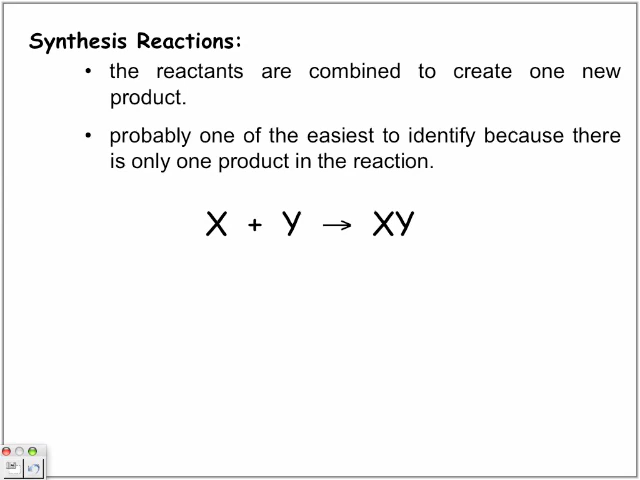 Synthesis Reactions:
• the reactants are combined to create one new
product.
• probably one of the easiest to identify because there
is only one product in the reaction.
X + Y → XY